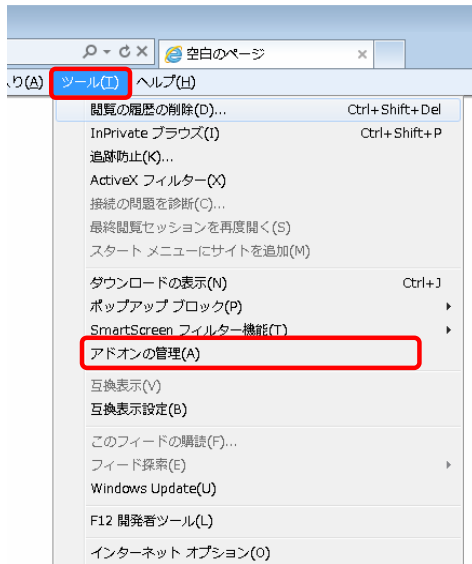 空白のページ
り(A) ツール(T) ヘルプ(H)
閲覧の履歴の削除(D)... Ctrl+Shift+Del
InPrivate ブラウズ(I) Ctrl+Shift+P
追跡防止(K)...
ActiveX フィルター(X)
接続の問題を診断(C)...
最終閲覧セッションを再度開く(S)
スタート メニューにサイトを追加(M)
ダウンロードの表示(N) Ctrl+J
ポップアップ ブロック(P)
SmartScreen フィルター機能(T)
アドオンの管理(A)
互換表示(V)
互換表示設定(B)
このフィードの購読(F)...
フィード探索(E)
Windows Update(U)
F12 開発者ツール(L)
インターネット オプション(O)